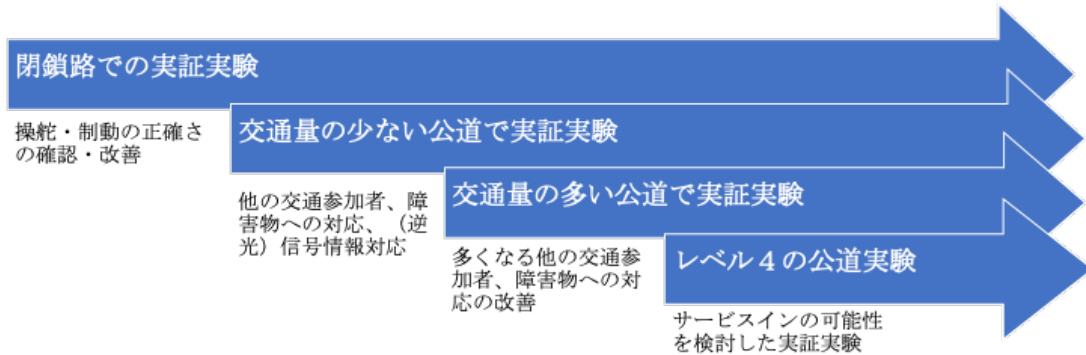 閉鎖路での実証実験
操舵・制動の正確さ
の確認・改善
交通量の少ない公道で実証実験
他の交通参加者、障
害物への対応、（逆
光）信号情報対応
交通量の多い公道で実証実験
多くなる他の交通参
加者、障害物への対
応の改善
レベル４の公道実験
サービスインの可能性
を検討した実証実験